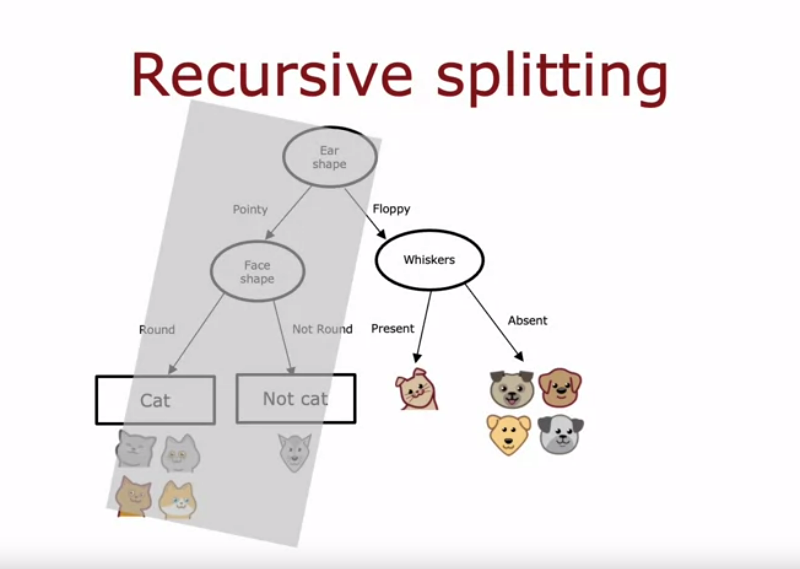 Recursive splitting
Ear
shape
Pointy
Floppy
Face
shape
Whiskers
Round
Not Round
Present
Absent
Cat
Not cat